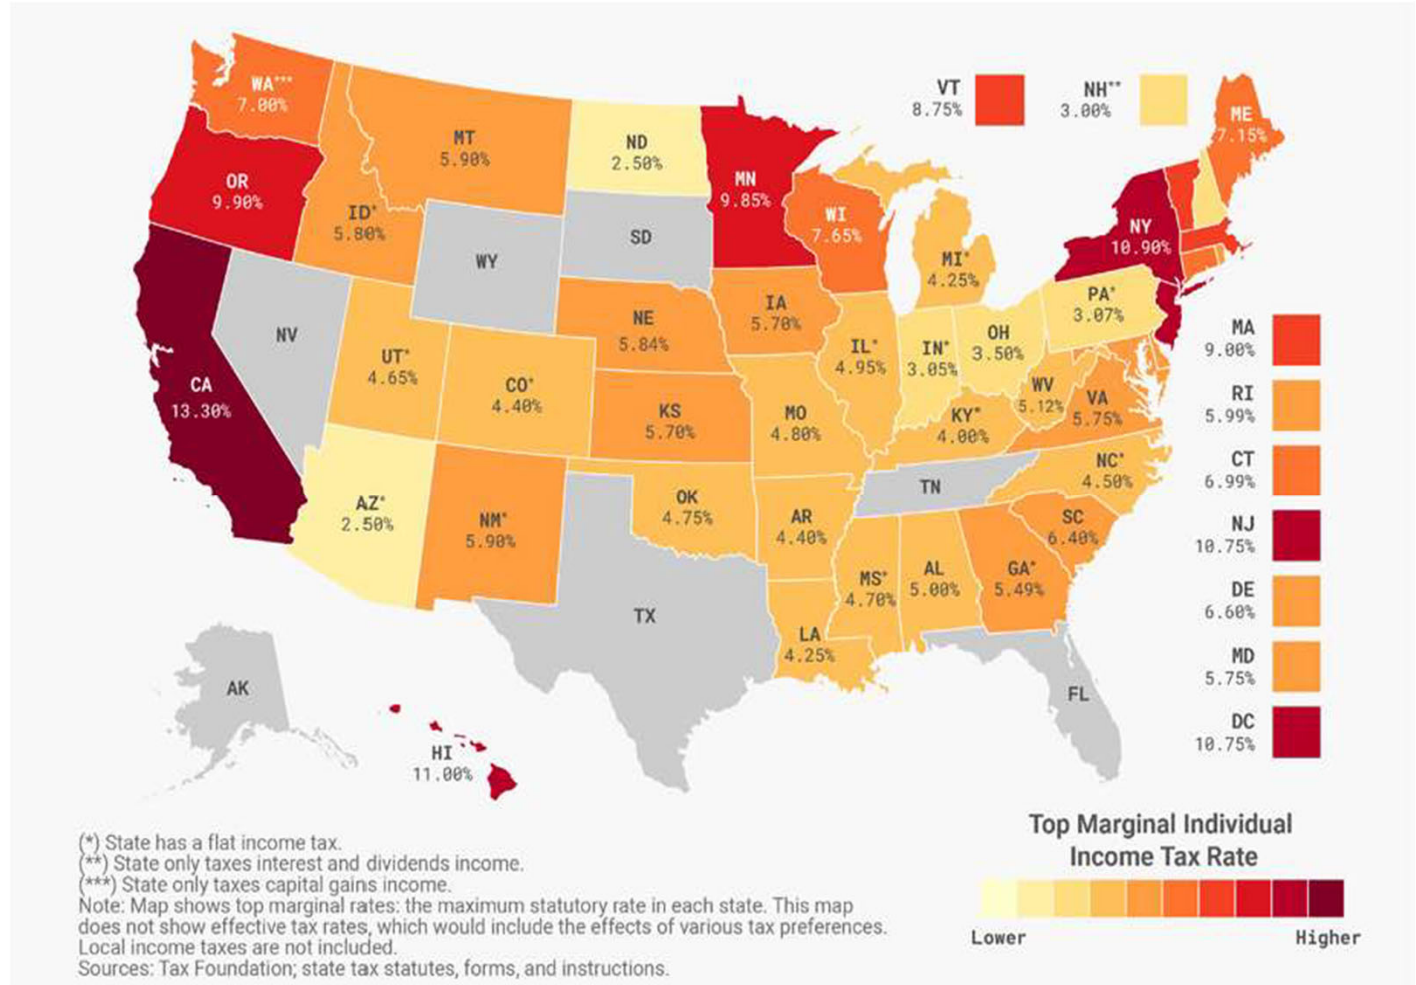 WA***
7.00%
MT
5.90%
ND
2.50%
MN
9.85%
VT
8.75%
NH**
3.00%
ME
7.15%
OR
9.90%
ID*
5.80%
WY
SD
WI
7.65%
MI*
4.25%
NY
10.90%
NV
NE
5.84%
IA
5.70%
PA*
3.07%
UT*
4.65%
CO*
4.40%
KS
5.70%
MO
4.80%
IL*
4.95%
IN*
3.05%
OH
3.50%
WV
5.12%
VA
5.75%
KY*
4.00%
CA
13.30%
AZ*
2.50%
NM*
5.90%
OK
4.75%
AR
4.40%
TN
NC*
4.50%
SC
6.40%
TX
LA
4.25%
MS*
4.70%
AL
5.00%
GA*
5.49%
FL
AK
HI
11.00%
MA
9.00%
RI
5.99%
CT
6.99%
NJ
10.75%
DE
6.60%
MD
5.75%
DC
10.75%
(*) State has a flat income tax.
(**) State only taxes interest and dividends income.
(***) State only taxes capital gains income.
Note: Map shows top marginal rates: the maximum statutory rate in each state. This map
does not show effective tax rates, which would include the effects of various tax preferences.
Local income taxes are not included.
Sources: Tax Foundation; state tax statutes, forms, and instructions.
Top Marginal Individual
Income Tax Rate
Lower Higher